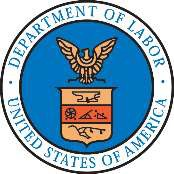 DEPARTMENT OF LABOR
UNITED STATES OF AMERICA